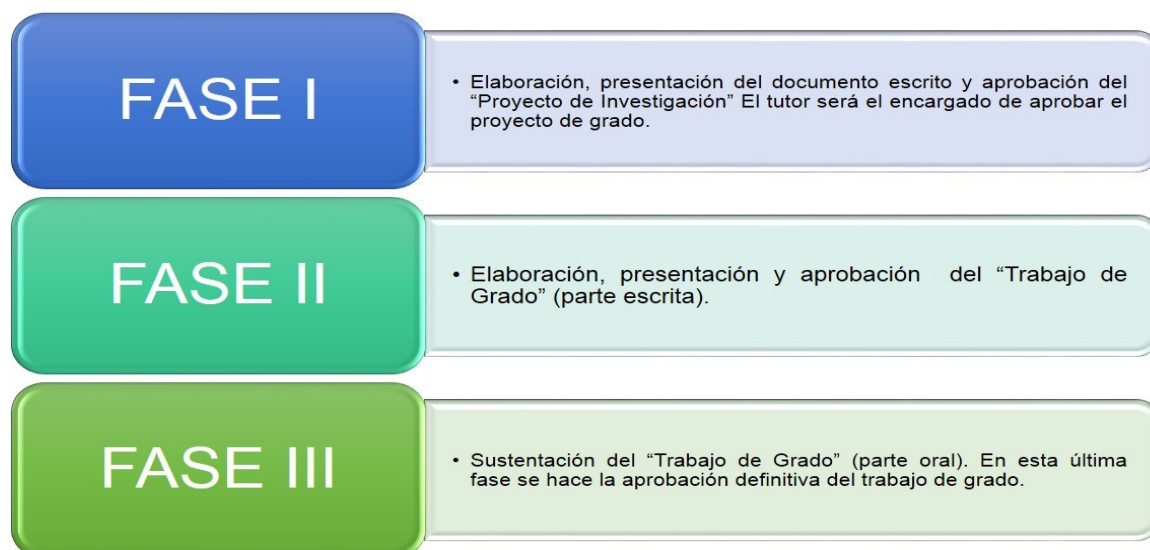 FASE I
• Elaboración, presentación del documento escrito y aprobación del
“Proyecto de Investigación” El tutor será el encargado de aprobar el
proyecto de grado.
FASE II
• Elaboración, presentación y aprobación del “Trabajo de
Grado” (parte escrita).
FASE III
• Sustentación del “Trabajo de Grado” (parte oral). En esta última
fase se hace la aprobación definitiva del trabajo de grado.